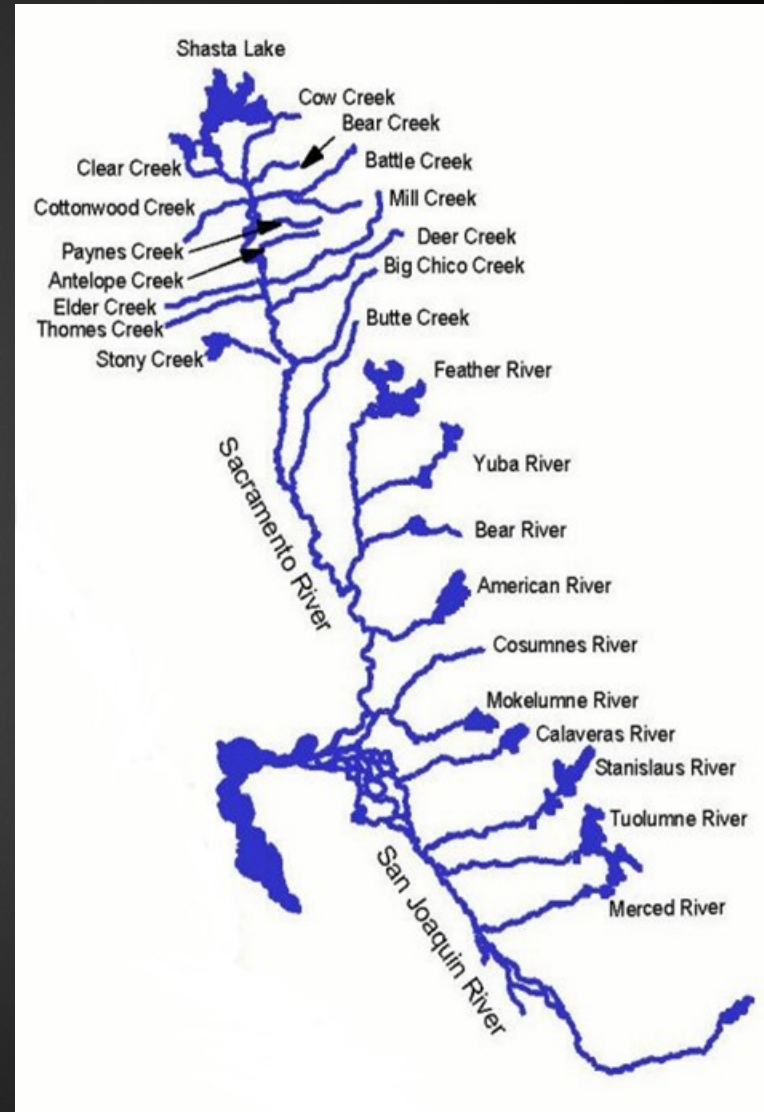 Shasta Lake
Cow Creek
Bear Creek
Clear Creek
Battle Creek
Cottonwood Creek
Mill Creek
Paynes Creek
Deer Creek
Antelope Creek
Big Chico Creek
Elder Creek
Thomes Creek
Butte Creek
Stony Creek
Feather River
Yuba River
Sacramento River
Bear River
American River
Cosumnes River
Mokelumne River
Calaveras River
Stanislaus River
Tuolumne River
San Joaquin River
Merced River